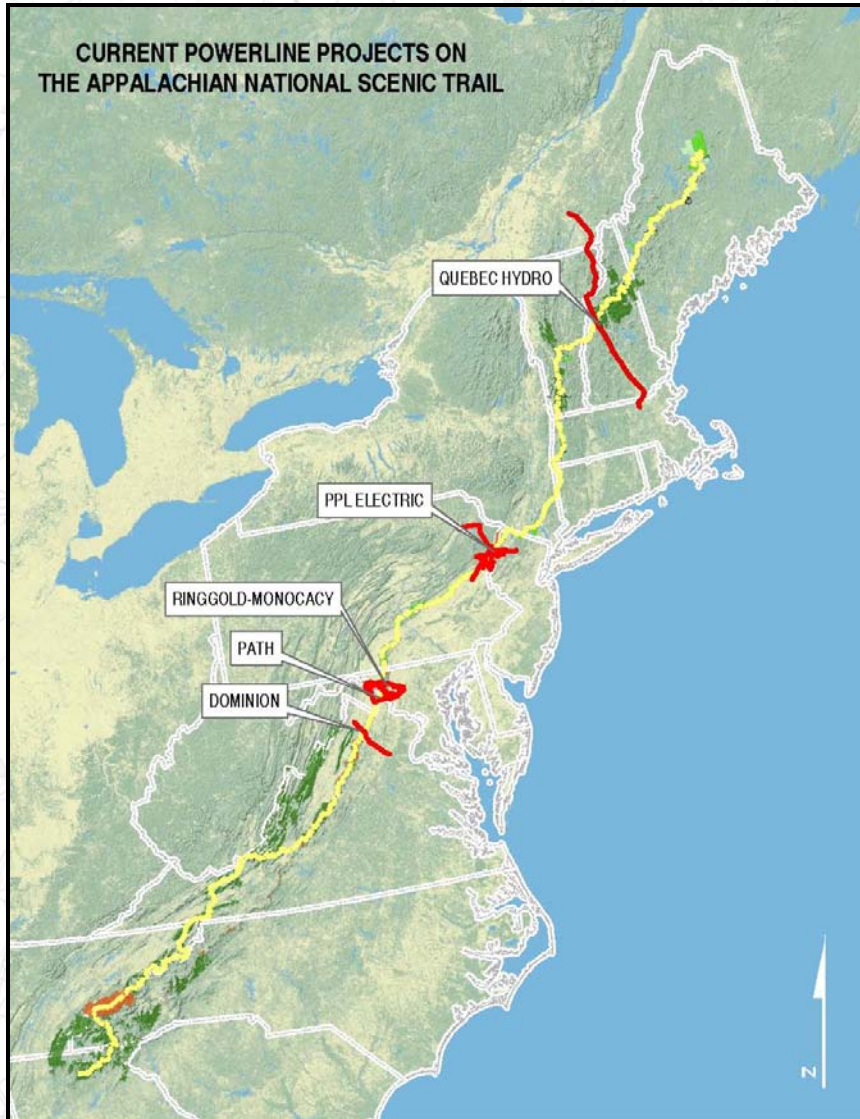 CURRENT POWERLINE PROJECTS ON
THE APPALACHIAN NATIONAL SCENIC TRAIL
QUEBEC HYDRO
PPL ELECTRIC
RINGGOLD-MONOCACY
PATH
DOMINION
N